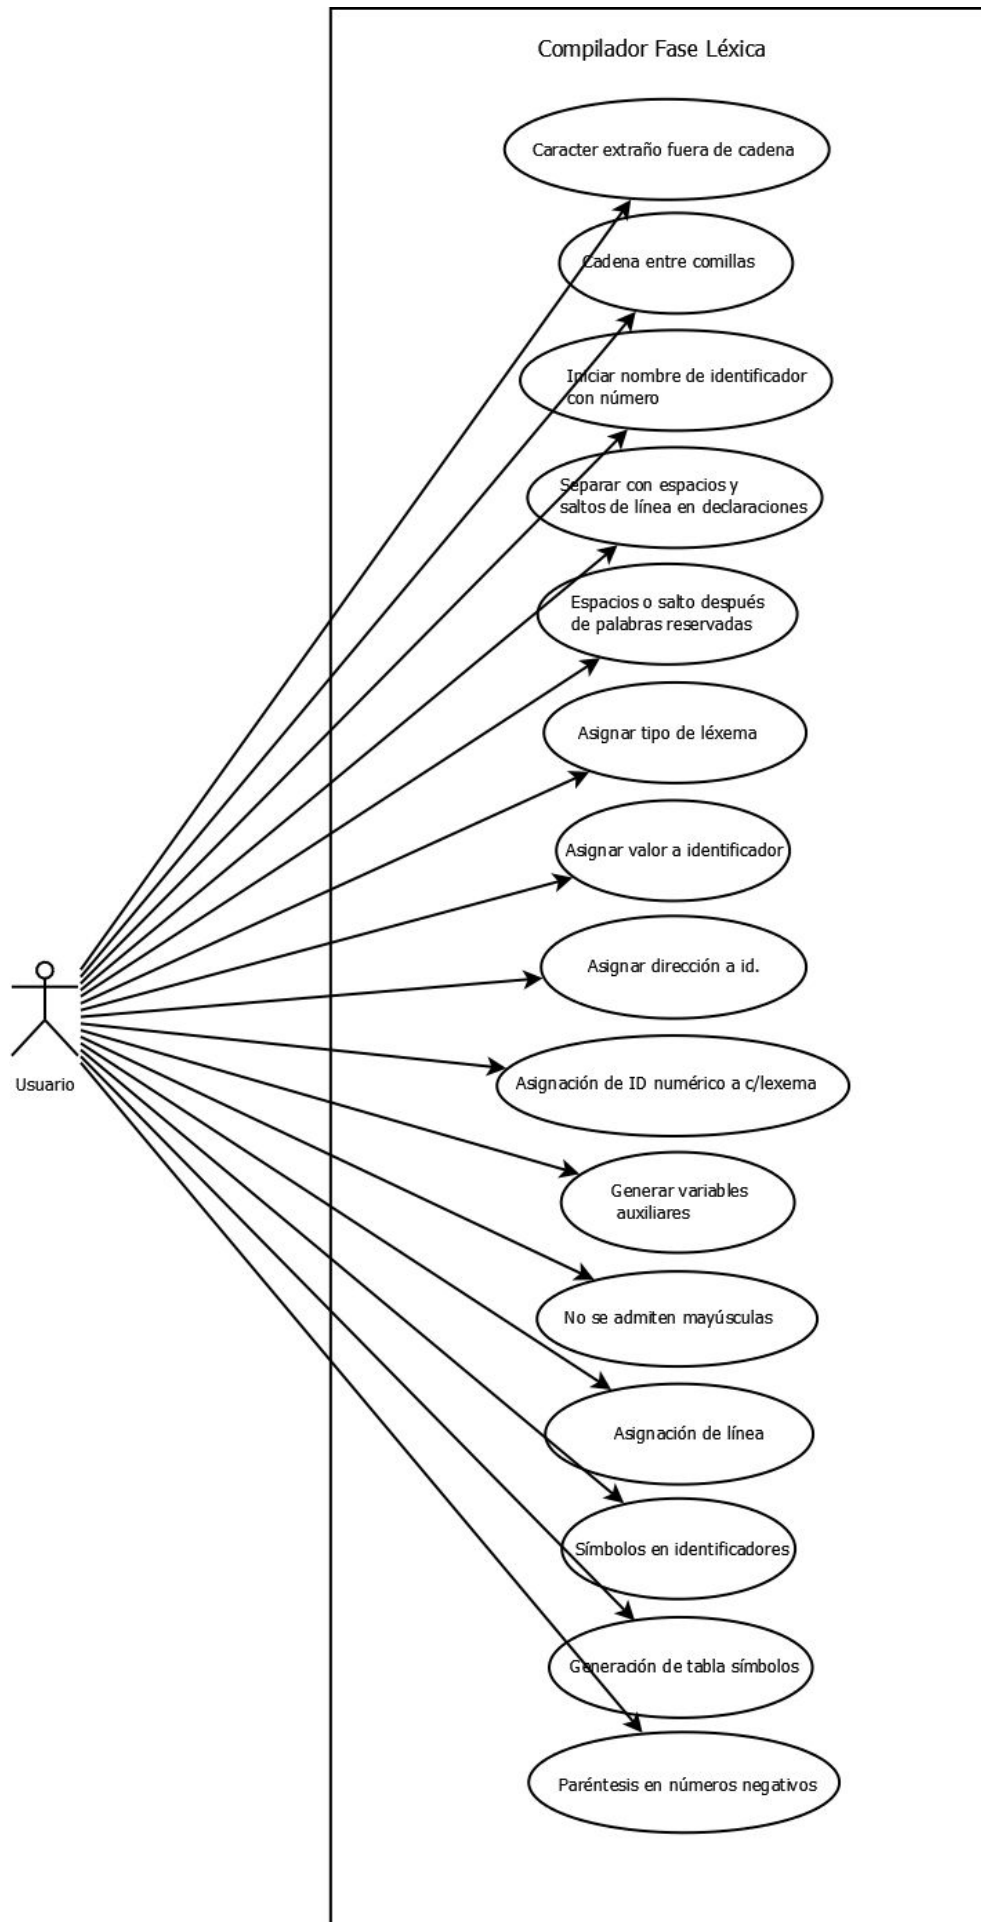 Compilador Fase Léxica
Caracter extraño fuera de cadena
Cadena entre comillas
Iniciar nombre de identificador
con número
Separar con espacios y
saltos de línea en declaraciones
Espacios o salto después
de palabras reservadas
Asignar tipo de léxema
Asignar valor a identificador
Asignar dirección a id.
Asignación de ID numérico a c/lexema
Usuario
Generar variables
auxiliares
No se admiten mayúsculas
Asignación de línea
Símbolos en identificadores
Generación de tabla símbolos
Paréntesis en números negativos